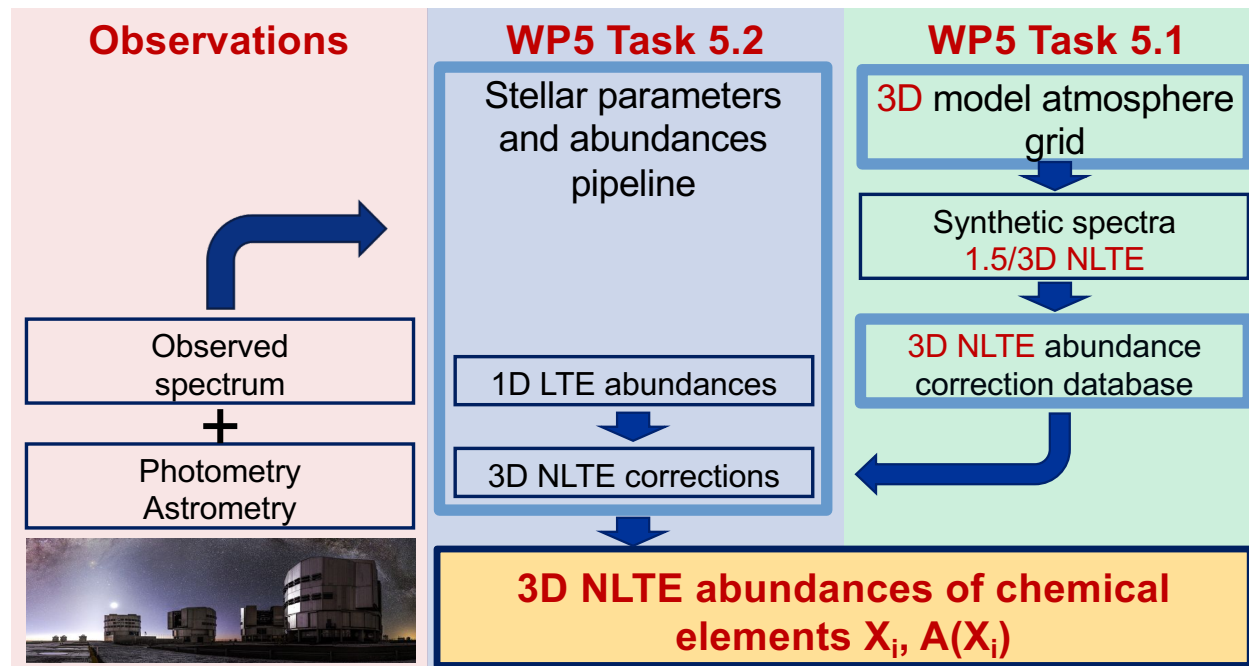 Observations
Observed
spectrum
+
Photometry
Astrometry
WP5 Task 5.2
Stellar parameters
and abundances
pipeline
1D LTE abundances
3D NLTE corrections
WP5 Task 5.1
3D model atmosphere
grid
Synthetic spectra
1.5/3D NLTE
3D NLTE abundance
correction database
3D NLTE abundances of chemical
elements Xᵢ, A(Xᵢ)